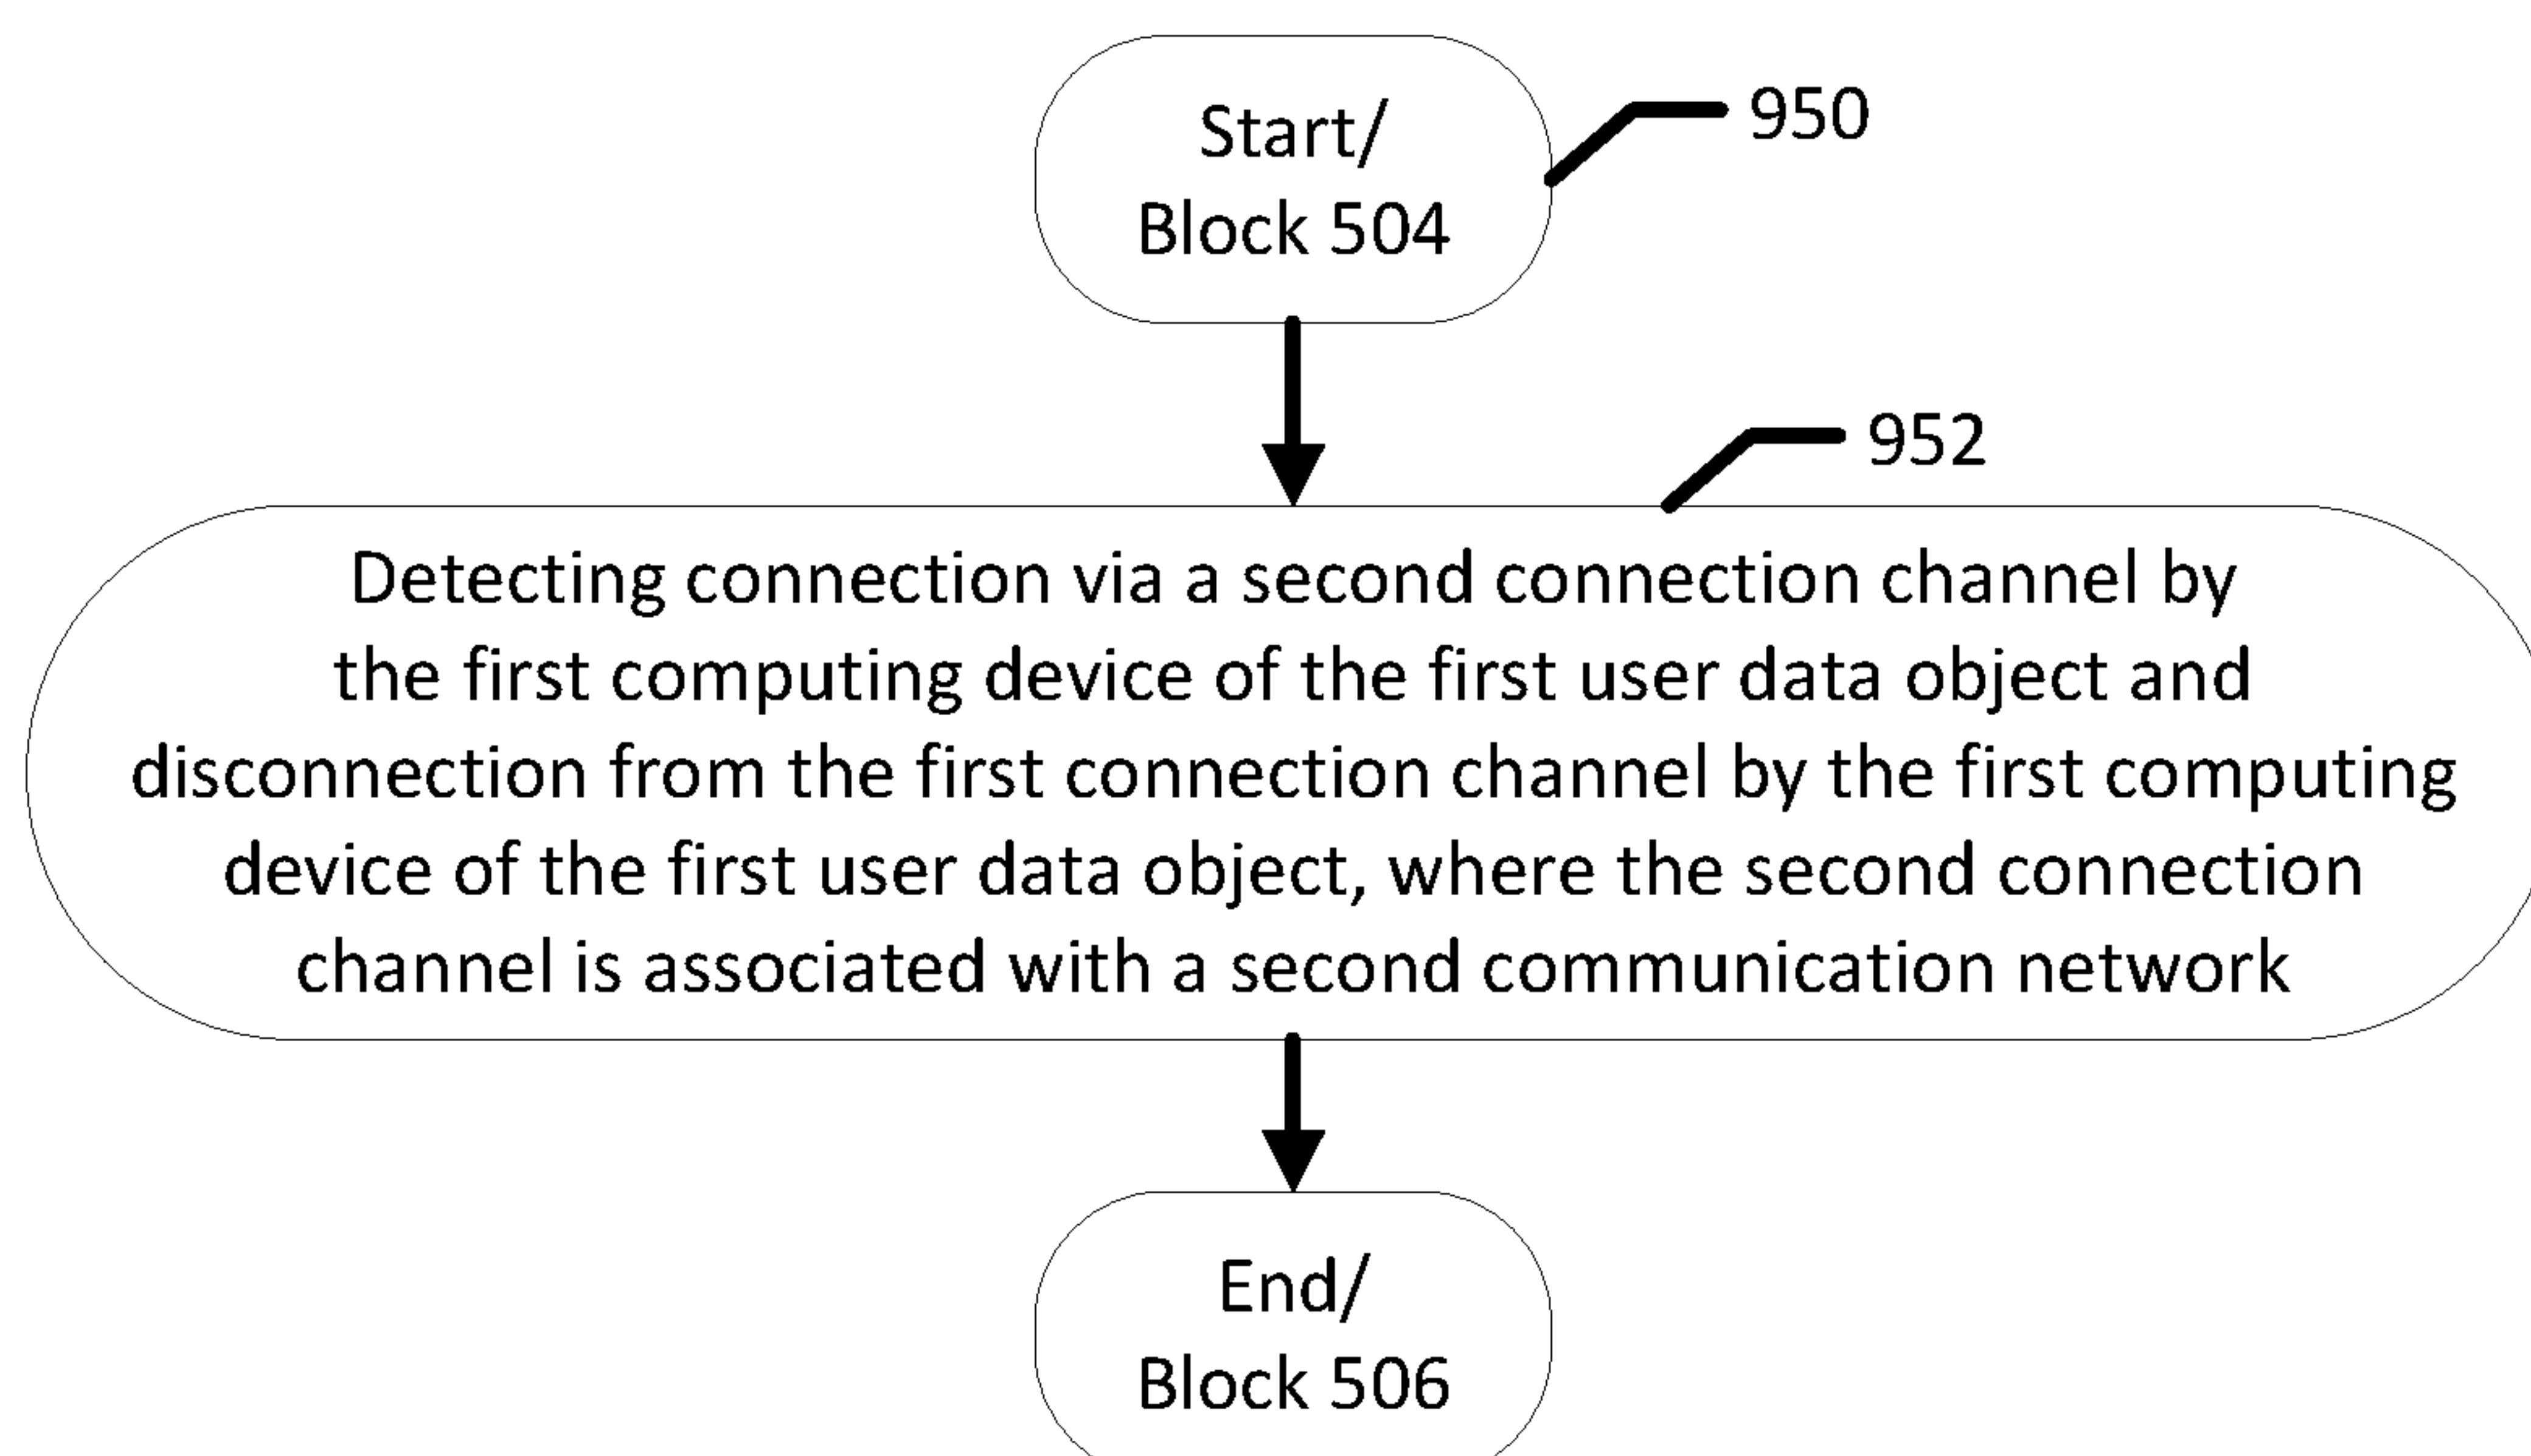 Start/
950
Block 504
952
Detecting connection via a second connection channel by
the first computing device of the first user data object and
disconnection from the first connection channel by the first computing
device of the first user data object, where the second connection
channel is associated with a second communication network
End/
Block 506